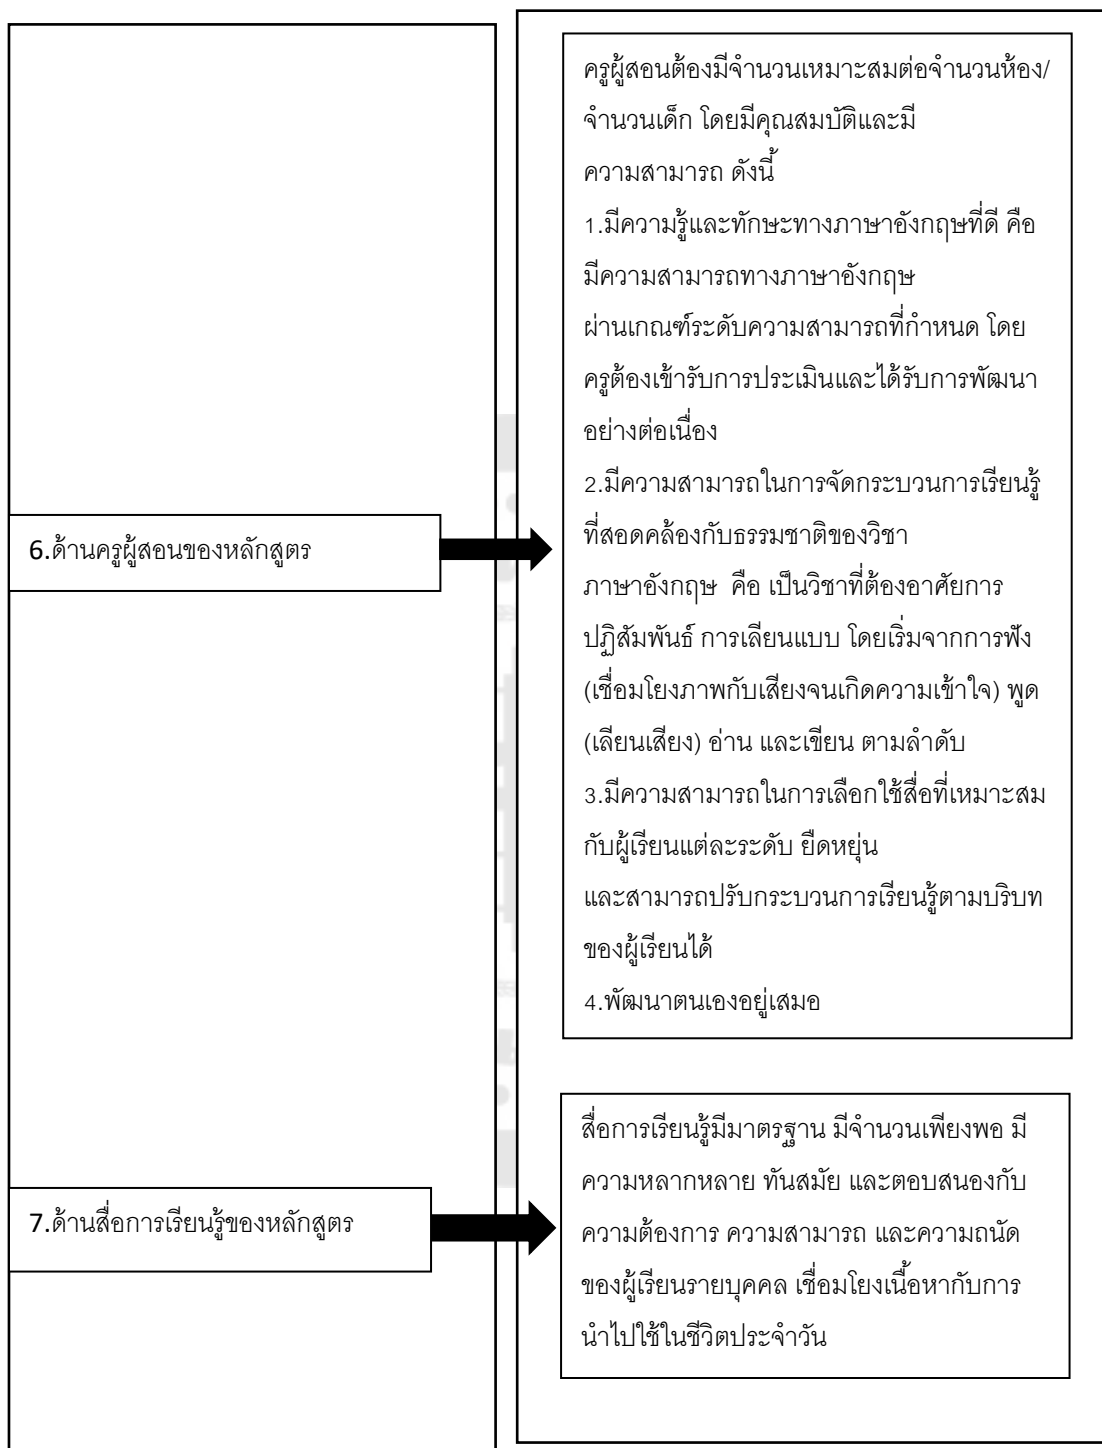 6.ด้านครูผู้สอนของหลักสูตร
ครูผู้สอนต้องมีจำนวนเหมาะสมต่อจำนวนห้อง/
จำนวนเด็ก โดยมีคุณสมบัติและมี
ความสามารถ ดังนี้
1.มีความรู้และทักษะทางภาษาอังกฤษที่ดี คือ
มีความสามารถทางภาษาอังกฤษ
ผ่านเกณฑ์ระดับความสามารถที่กำหนด โดย
ครูต้องเข้ารับการประเมินและได้รับการพัฒนา
อย่างต่อเนื่อง
2.มีความสามารถในการจัดกระบวนการเรียนรู้
ที่สอดคล้องกับธรรมชาติของวิชา
ภาษาอังกฤษ คือ เป็นวิชาที่ต้องอาศัยการ
ปฏิสัมพันธ์ การเลียนแบบ โดยเริ่มจากการฟัง
(เชื่อมโยงภาพกับเสียงจนเกิดความเข้าใจ) พูด
(เลียนเสียง) อ่าน และเขียน ตามลำดับ
3.มีความสามารถในการเลือกใช้สื่อที่เหมาะสม
กับผู้เรียนแต่ละระดับ ยืดหยุ่น
และสามารถปรับกระบวนการเรียนรู้ตามบริบท
ของผู้เรียนได้
4.พัฒนาตนเองอยู่เสมอ
7.ด้านสื่อการเรียนรู้ของหลักสูตร
สื่อการเรียนรู้มีมาตรฐาน มีจำนวนเพียงพอ มี
ความหลากหลาย ทันสมัย และตอบสนองกับ
ความต้องการ ความสามารถ และความถนัด
ของผู้เรียนรายบุคคล เชื่อมโยงเนื้อหากับการ
นำไปใช้ในชีวิตประจำวัน